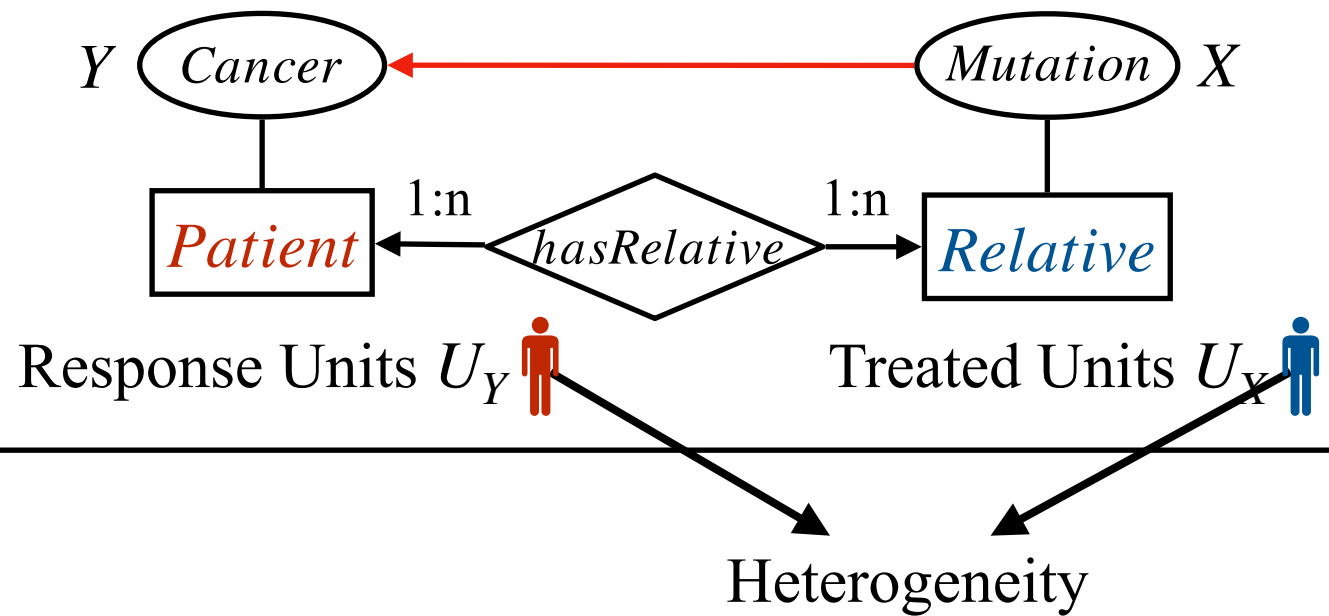 Y Cancer Mutation X
1:n 1:n
Patient hasRelative Relative
Response Units U_Y Treated Units U_X
Heterogeneity